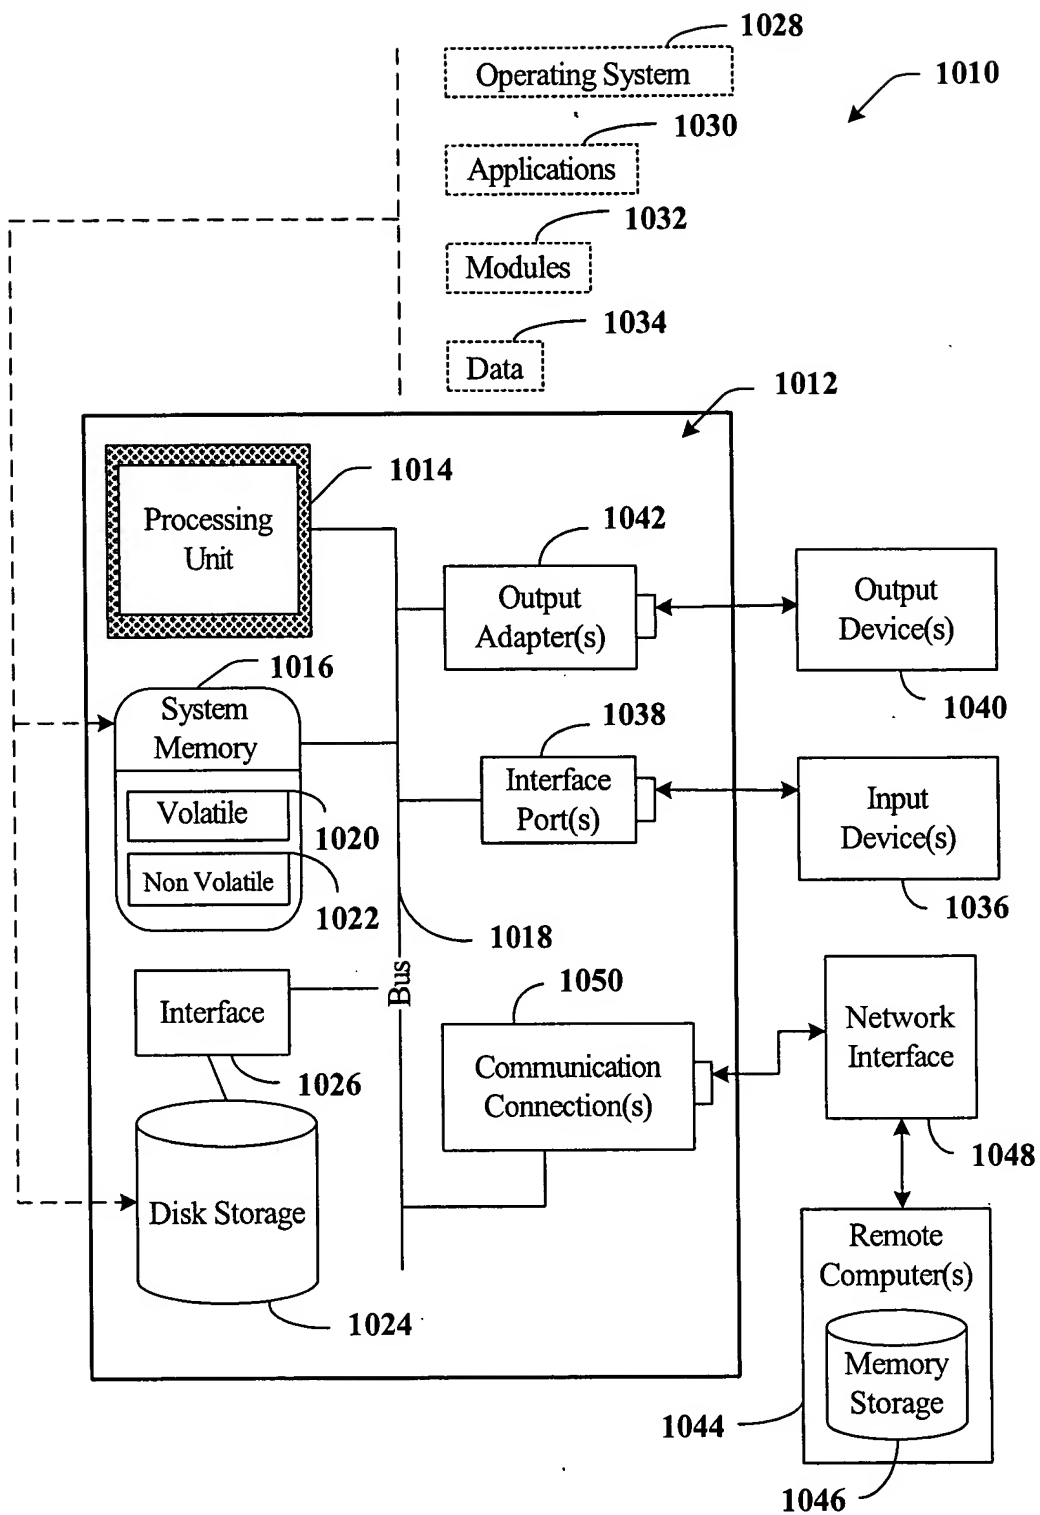 1028
Operating System
1010
1030
Applications
1032
Modules
1034
Data
1012
1014
Processing
Unit
1042
Output
Adapter(s)
Output
Device(s)
1040
1016
System
Memory
1038
Interface
Port(s)
Input
Device(s)
1036
Volatile
1020
Non Volatile
1022
1018
Bus
Interface
1026
1050
Communication
Connection(s)
Network
Interface
1048
Disk Storage
1024
Remote
Computer(s)
Memory
Storage
1044
1046